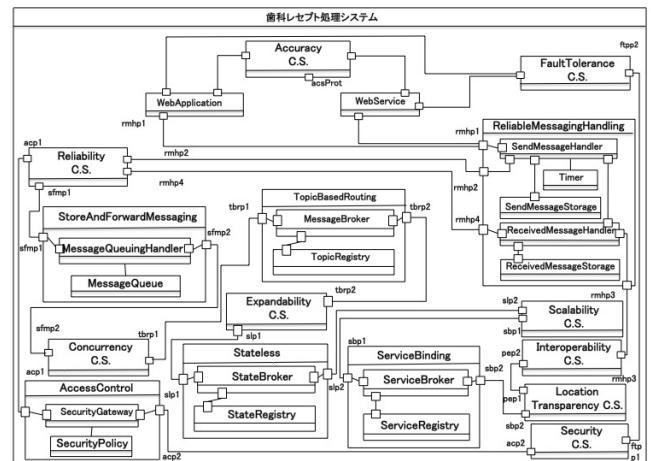 歯科レセプト処理システム
Accuracy
C.S.
acsProt
ftpp2
FaultTolerance
C.S.
WebApplication
WebService
rmhp1
rmhp1
ReliableMessagingHandling
SendMessageHandler
Timer
SendMessageStorage
ReceivedMessageHandler
ReceivedMessageStorage
acp1
Reliability
C.S.
rmhp2
rmhp4
rmhp2
rmhp4
sfmp1
StoreAndForwardMessaging
sfmp2
sfmp1
MessageQueuingHandler
MessageQueue
tbrp1
TopicBasedRouting
tbrp2
MessageBroker
TopicRegistry
tbrp2
rmhp3
Expandability
C.S.
slp1
slp2
sbp1
Scalability
C.S.
sfmp2
tbrp1
Concurrency
C.S.
acp1
Stateless
slp1
StateBroker
slp2
StateRegistry
sbp1
ServiceBinding
sbp2
ServiceBroker
ServiceRegistry
pep2
Interoperability
C.S.
rmhp3
pep1
Location
Transparency C.S.
sbp2
AccessControl
SecurityGateway
SecurityPolicy
acp2
acp2
Security
C.S.
ftp
p1